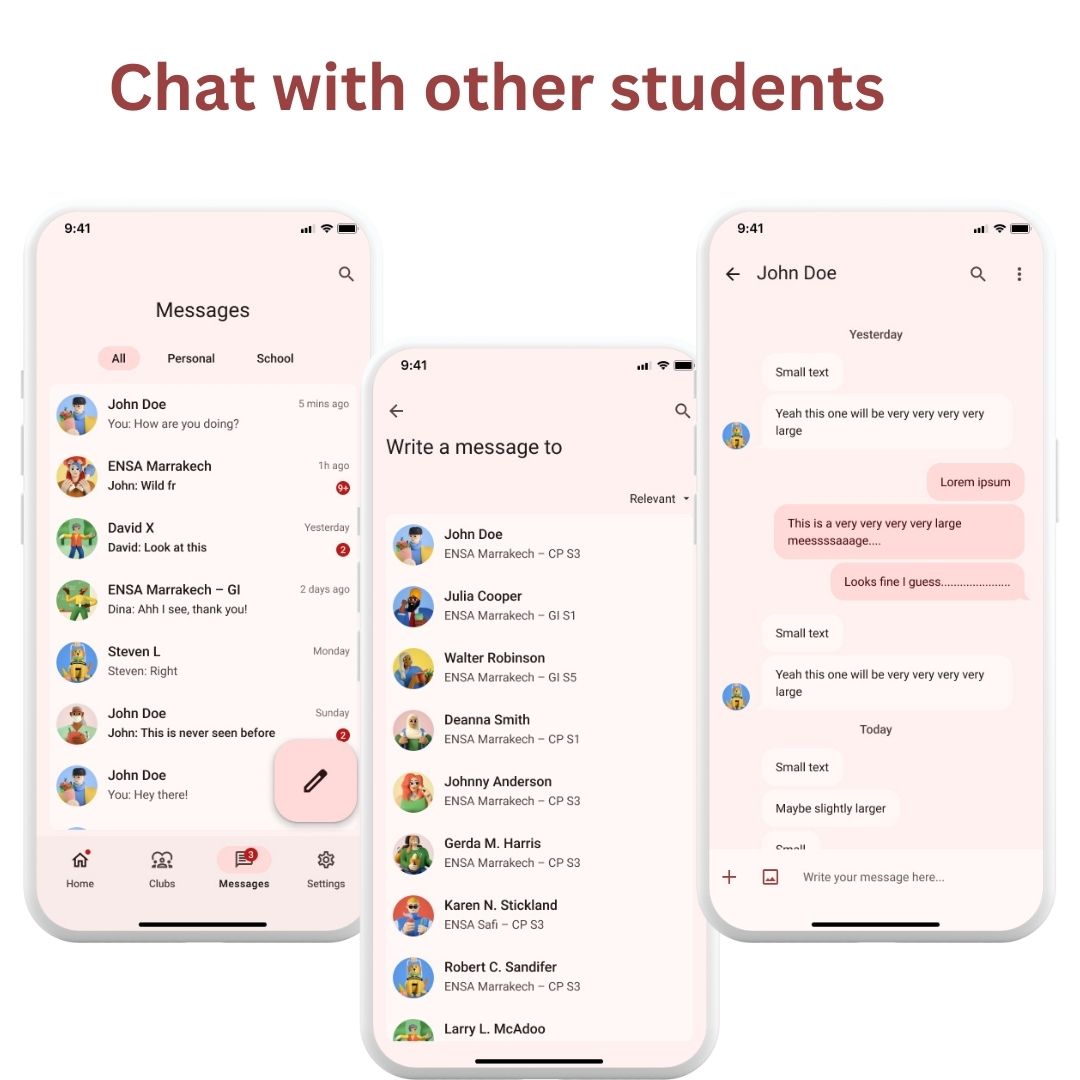 Chat with other students
9:41
Messages
All
Personal
School
John Doe
5 mins ago
You: How are you doing?
ENSA Marrakech
1h ago
John: Wild fr
9+
David X
Yesterday
David: Look at this
2
ENSA Marrakech – GI
2 days ago
Dina: Ahh I see, thank you!
Steven L
Monday
Steven: Right
John Doe
Sunday
John: This is never seen before
2
John Doe
You: Hey there!
3
Home
Clubs
Messages
Settings
9:41
Write a message to
Relevant
John Doe
ENSA Marrakech – CP S3
Julia Cooper
ENSA Marrakech – GI S1
Walter Robinson
ENSA Marrakech – GI S5
Deanna Smith
ENSA Marrakech – CP S1
Johnny Anderson
ENSA Marrakech – CP S3
Gerda M. Harris
ENSA Marrakech – CP S3
Karen N. Stickland
ENSA Safi – CP S3
Robert C. Sandifer
ENSA Marrakech – CP S3
Larry L. McAdoo
9:41
John Doe
Yesterday
Small text
Yeah this one will be very very very very
large
Lorem ipsum
This is a very very very very large
meessssaaage....
Looks fine I guess......................
Small text
Yeah this one will be very very very very
large
Today
Small text
Maybe slightly larger
Small
Write your message here...